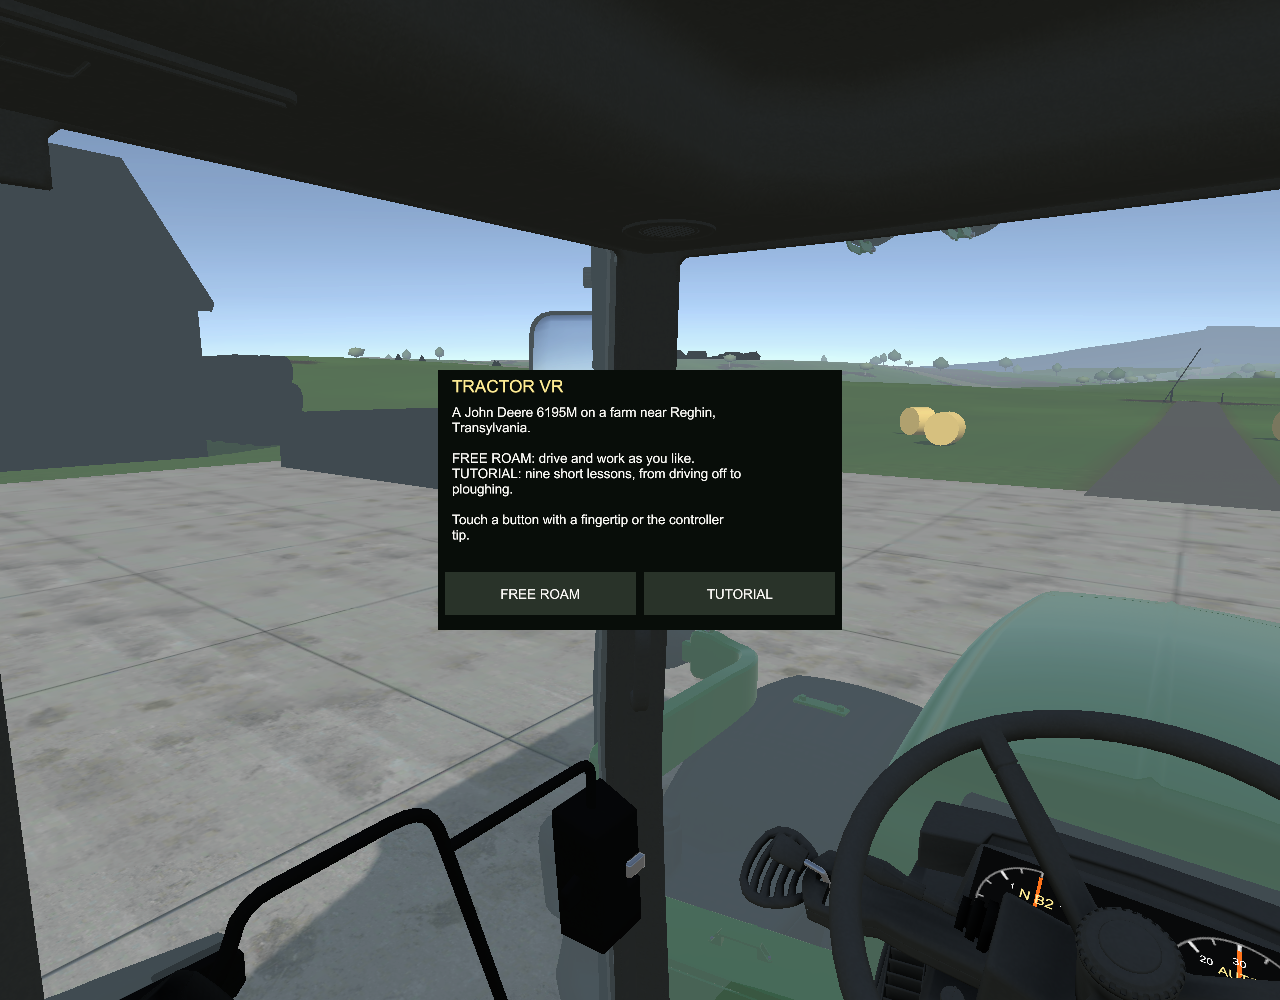 TRACTOR VR
A John Deere 6195M on a farm near Reghin,
Transylvania.
FREE ROAM: drive and work as you like.
TUTORIAL: nine short lessons, from driving off to
ploughing.
Touch a button with a fingertip or the controller
tip.
FREE ROAM
TUTORIAL
1 N B2
20 30